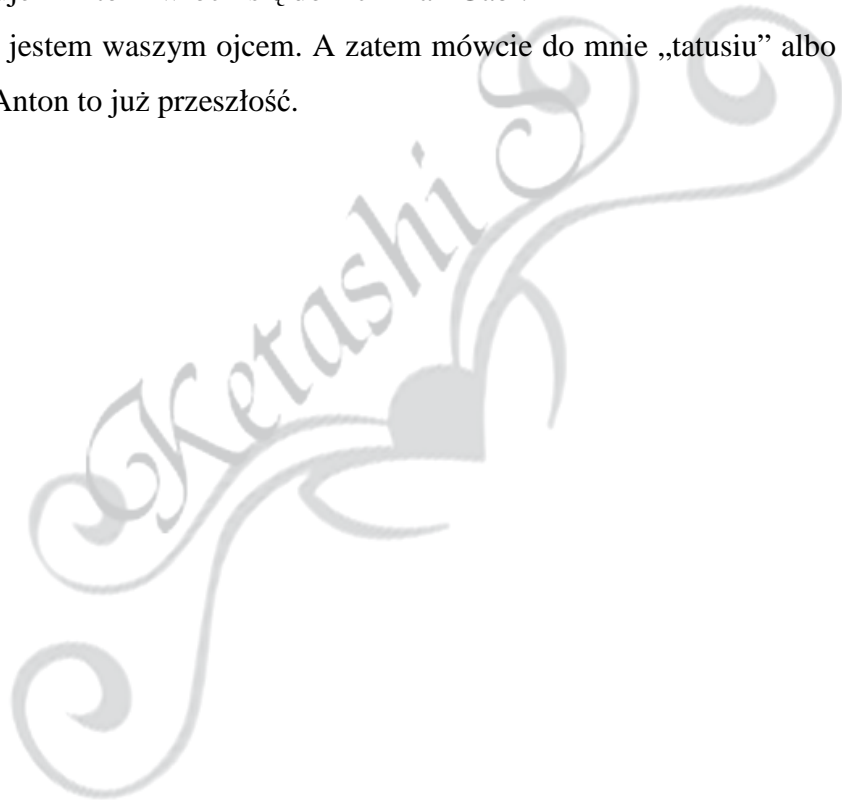 jestem waszym ojcem. A zatem mówcie do mnie „tatusiu” albo
Anton to już przeszłość.
Ketashi S